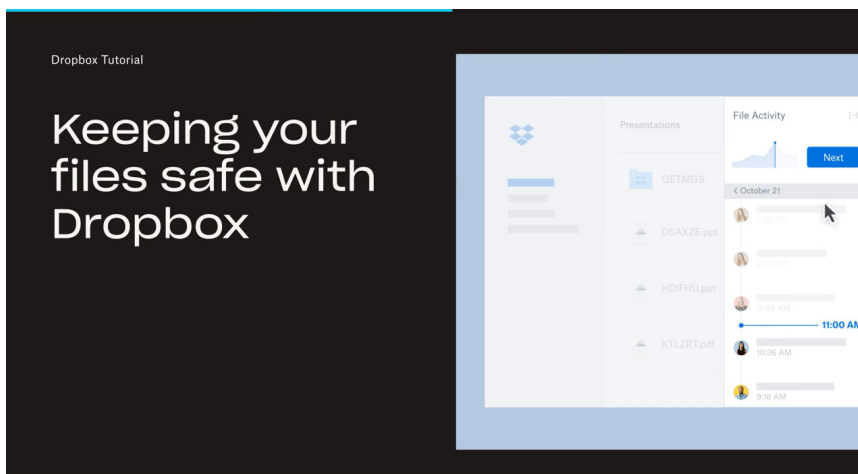 Dropbox Tutorial
Keeping your
files safe with
Dropbox
Presentations
GETMGS
DSAXZE.ppt
HDIFHU.ppt
KTLZRT.pdf
File Activity
Next
< October 21
11:04 AM
11:00 AM
10:36 AM
9:18 AM